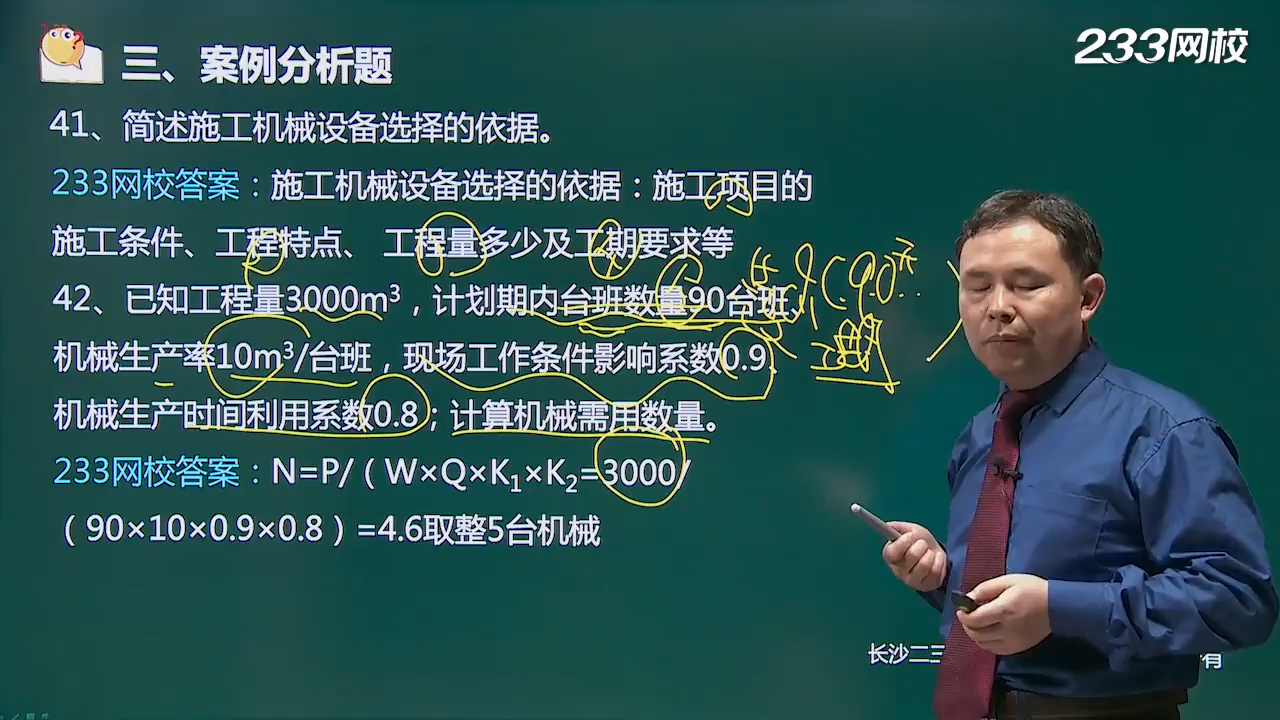 233网校
三、案例分析题
41、简述施工机械设备选择的依据。
233网校答案：施工机械设备选择的依据：施工项目的
施工条件、工程特点、 工程量多少及工期要求等
42、已知工程量3000m³，计划期内台班数量90台班、
机械生产率10m³/台班，现场工作条件影响系数0.9、
机械生产时间利用系数0.8；计算机械需用数量。
233网校答案：N=P/（W×Q×K₁×K₂=3000/
（90×10×0.9×0.8）=4.6取整5台机械
长沙二三
有